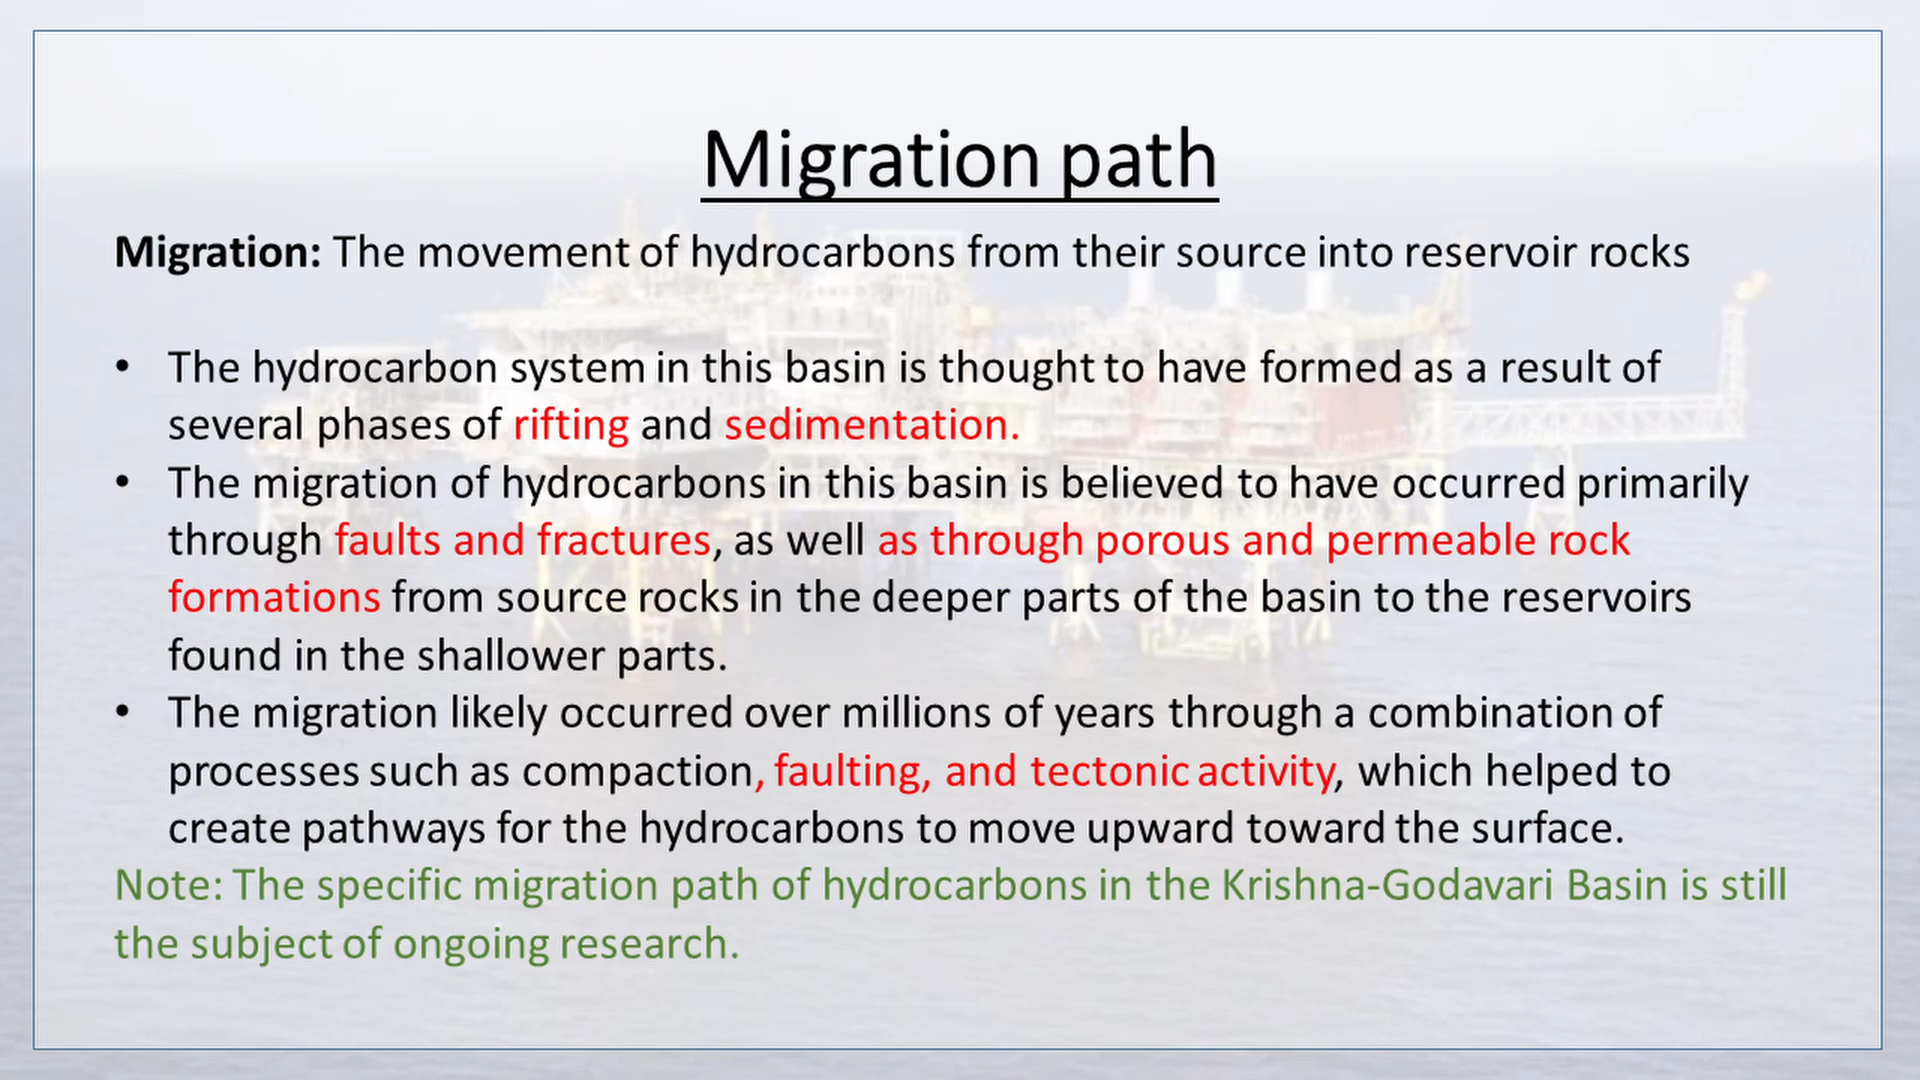 Migration path
Migration: The movement of hydrocarbons from their source into reservoir rocks
• The hydrocarbon system in this basin is thought to have formed as a result of
several phases of rifting and sedimentation.
• The migration of hydrocarbons in this basin is believed to have occurred primarily
through faults and fractures, as well as through porous and permeable rock
formations from source rocks in the deeper parts of the basin to the reservoirs
found in the shallower parts.
• The migration likely occurred over millions of years through a combination of
processes such as compaction, faulting, and tectonic activity, which helped to
create pathways for the hydrocarbons to move upward toward the surface.
Note: The specific migration path of hydrocarbons in the Krishna-Godavari Basin is still
the subject of ongoing research.